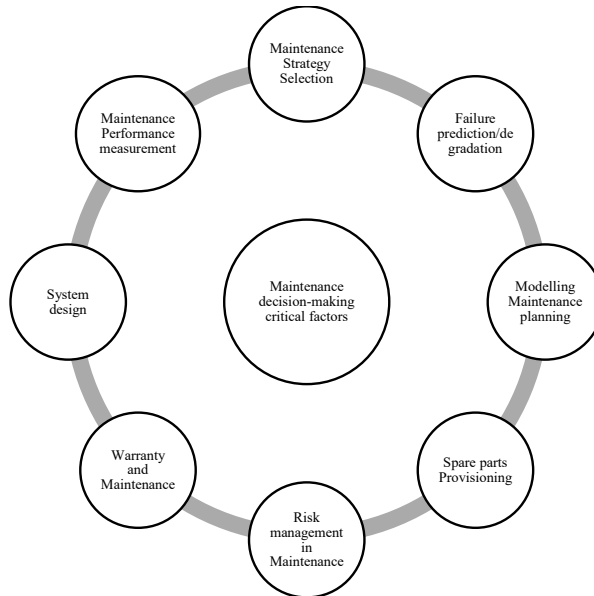 Maintenance
Strategy
Selection
Failure
prediction/de
gradation
Modelling
Maintenance
planning
Spare parts
Provisioning
Risk
management
in
Maintenance
Warranty
and
Maintenance
System
design
Maintenance
Performance
measurement
Maintenance
decision-making
critical factors